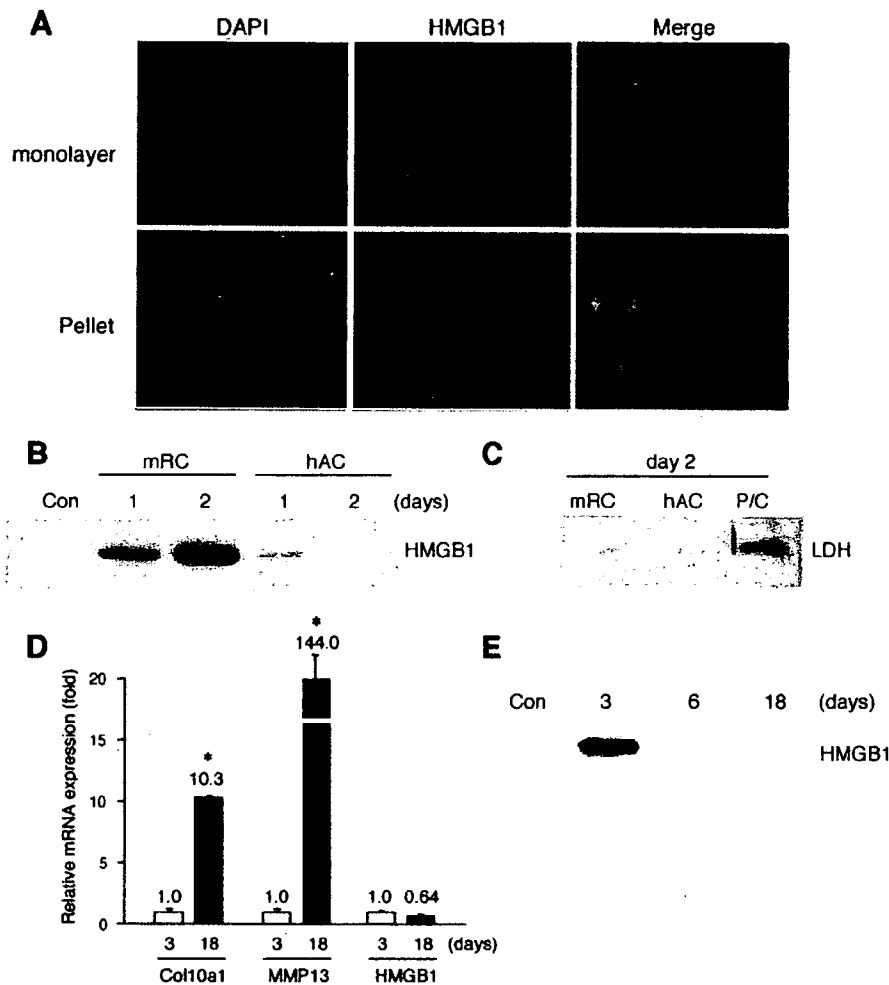 A
DAPI HMGB1 Merge
monolayer
Pellet
B
mRC hAC
Con 1 2 1 2 (days)
HMGB1
C
day 2
mRC hAC P/C
LDH
D
Relative mRNA expression (fold)
20
15
10
5
0
1.0
*
10.3
1.0
*
144.0
1.0 0.64
3 18 3 18 3 18 (days)
Col10a1 MMP13 HMGB1
E
Con 3 6 18 (days)
HMGB1